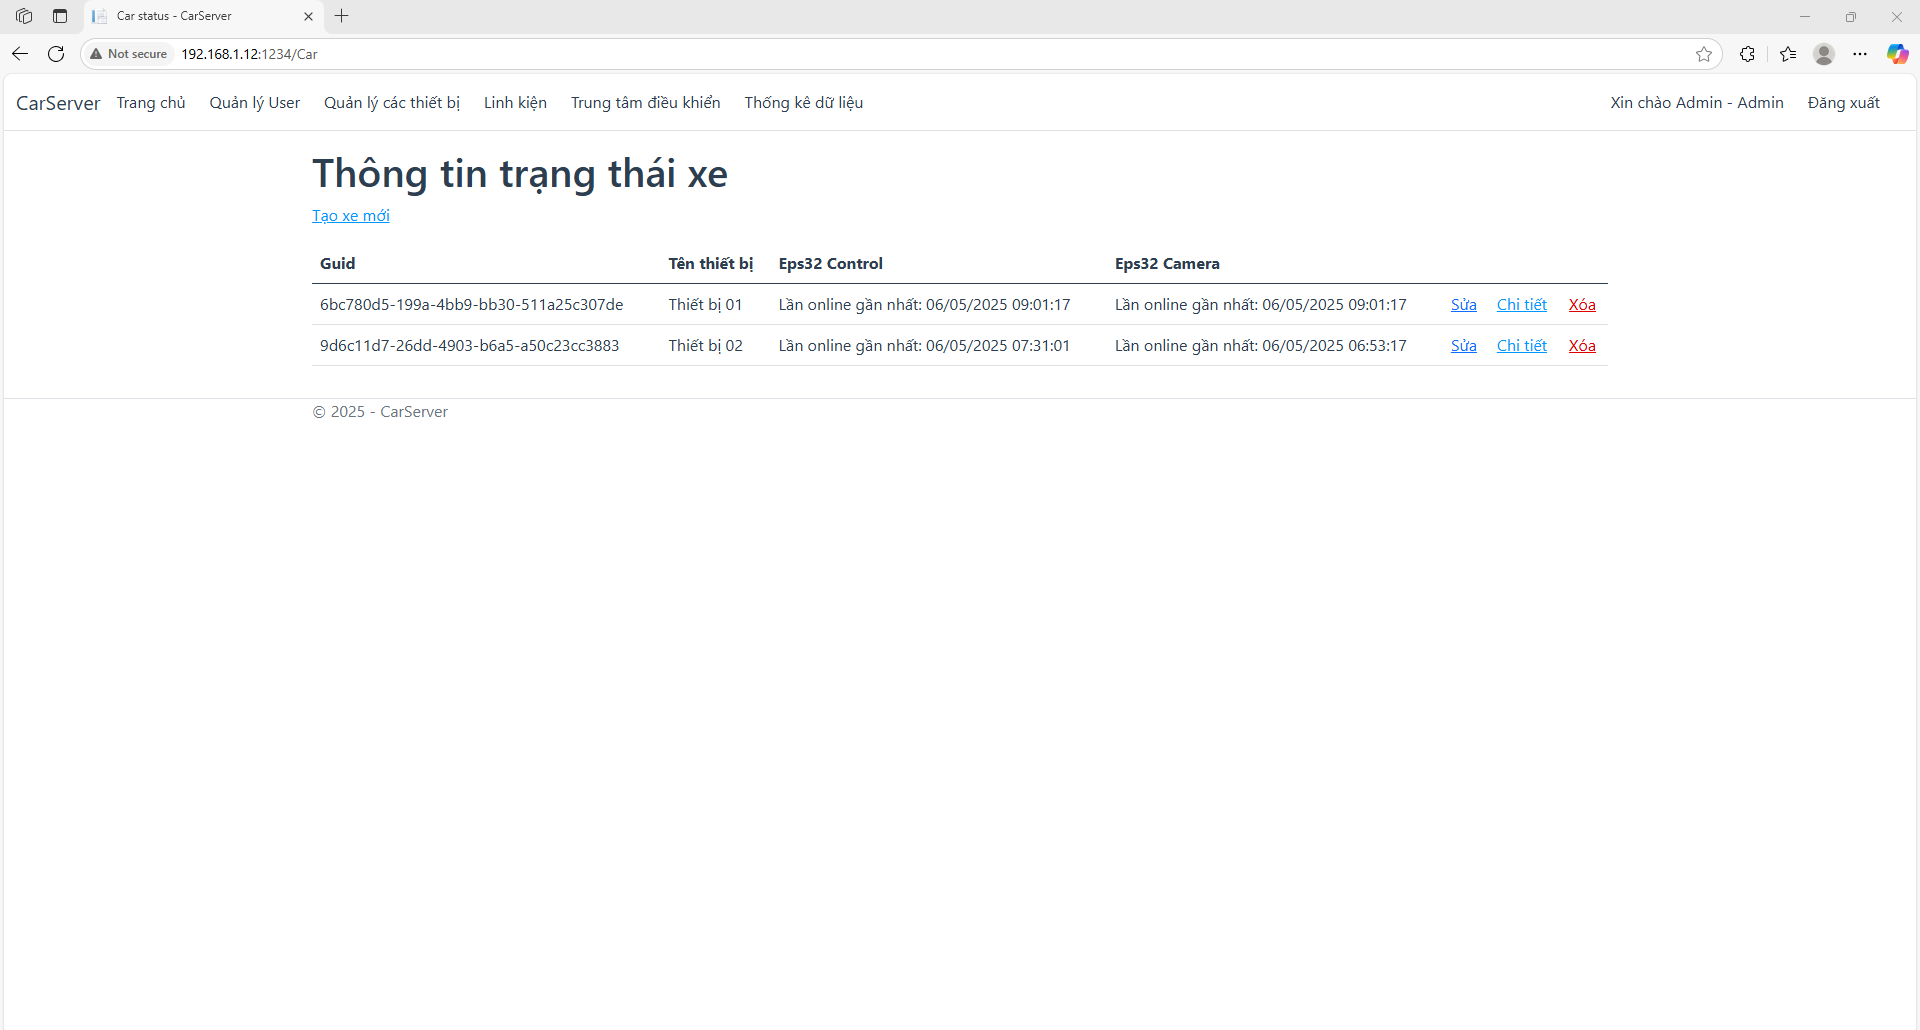 Car status - CarServer
Not secure 192.168.1.12:1234/Car
CarServer Trang chủ Quản lý User Quản lý các thiết bị Linh kiện Trung tâm điều khiển Thống kê dữ liệu Xin chào Admin - Admin Đăng xuất
Thông tin trạng thái xe
Tạo xe mới
Guid Tên thiết bị Eps32 Control Eps32 Camera
6bc780d5-199a-4bb9-bb30-511a25c307de Thiết bị 01 Lần online gần nhất: 06/05/2025 09:01:17 Lần online gần nhất: 06/05/2025 09:01:17 Sửa Chi tiết Xóa
9d6c11d7-26dd-4903-b6a5-a50c23cc3883 Thiết bị 02 Lần online gần nhất: 06/05/2025 07:31:01 Lần online gần nhất: 06/05/2025 06:53:17 Sửa Chi tiết Xóa
© 2025 - CarServer